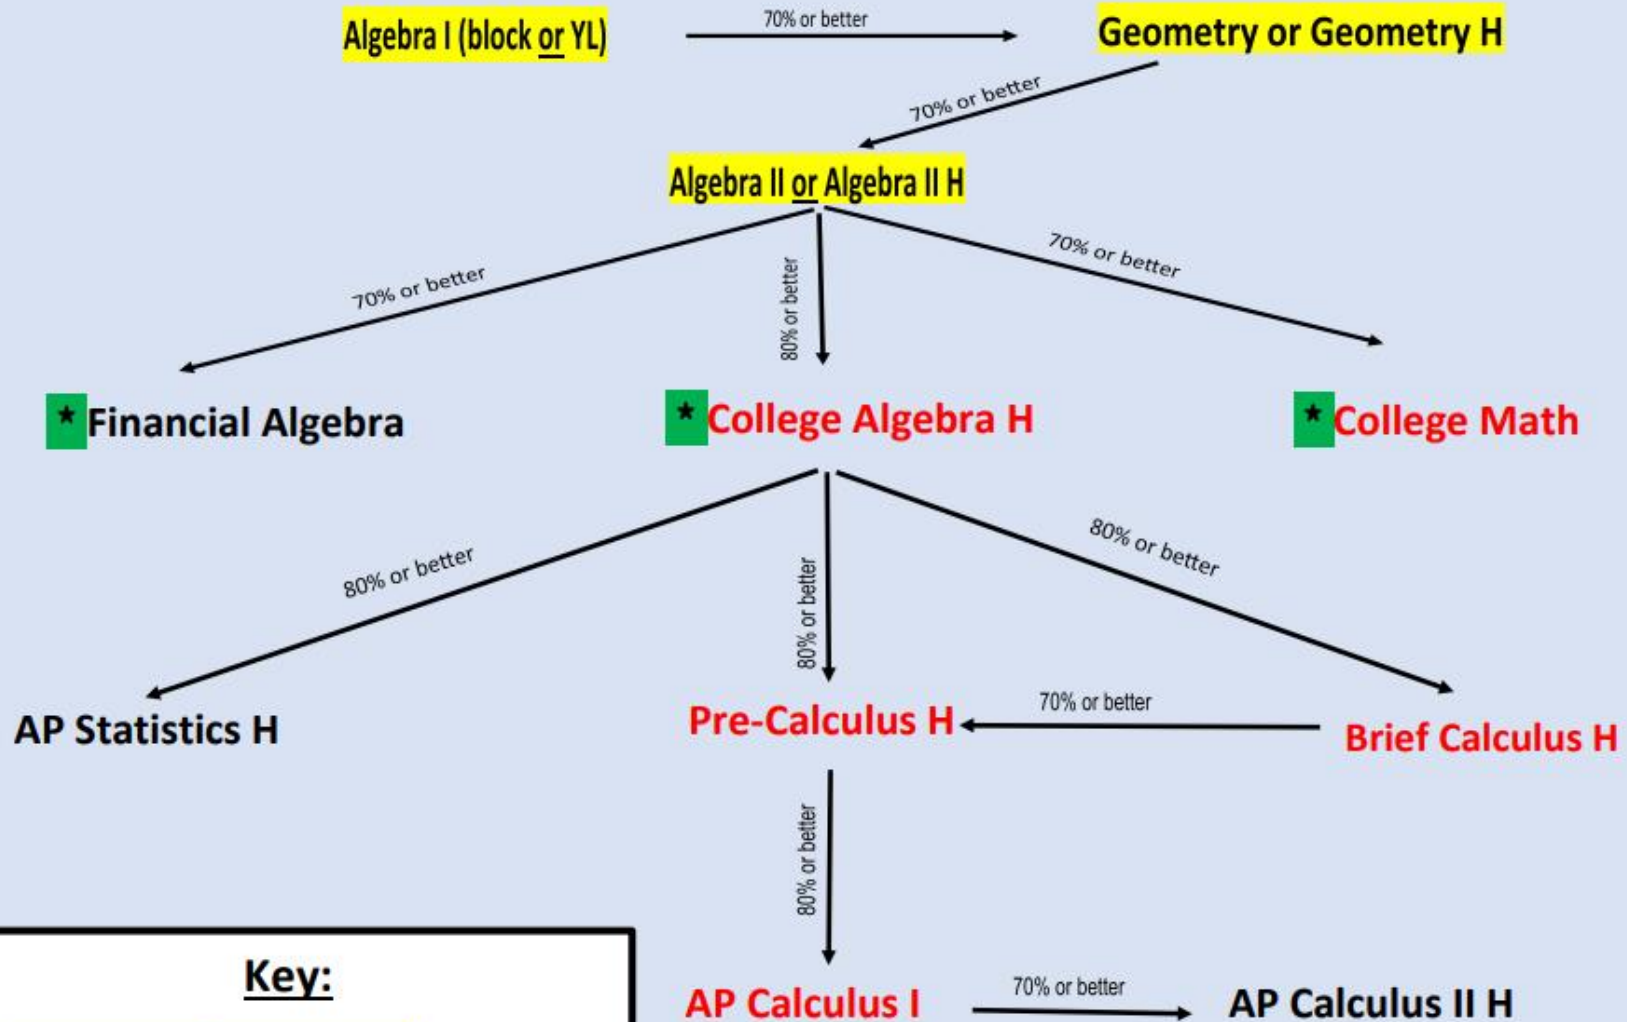 Algebra I (block or YL)
70% or better
Geometry or Geometry H
70% or better
Algebra II or Algebra II H
70% or better
80% or better
70% or better
*Financial Algebra
*College Algebra H
*College Math
80% or better
80% or better
80% or better
AP Statistics H
Pre-Calculus H
70% or better
Brief Calculus H
80% or better
Key:
AP Calculus I
70% or better
AP Calculus II H